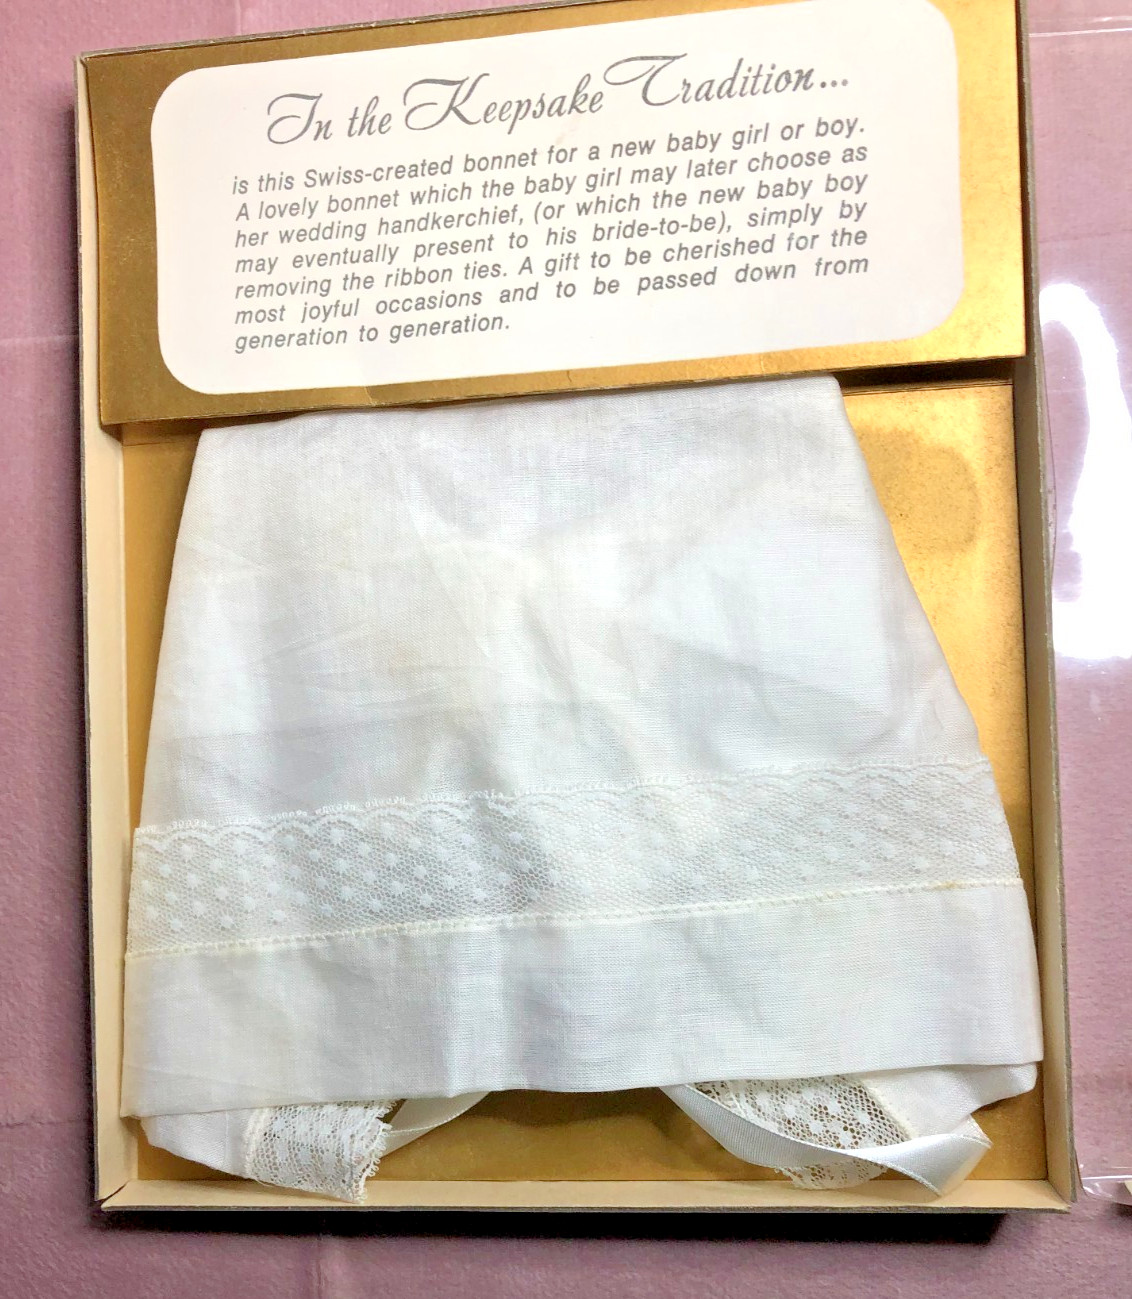 In the Keepsake Tradition...
is this Swiss-created bonnet for a new baby girl or boy.
A lovely bonnet which the baby girl may later choose as
her wedding handkerchief, (or which the new baby boy
may eventually present to his bride-to-be), simply by
removing the ribbon ties. A gift to be cherished for the
most joyful occasions and to be passed down from
generation to generation.